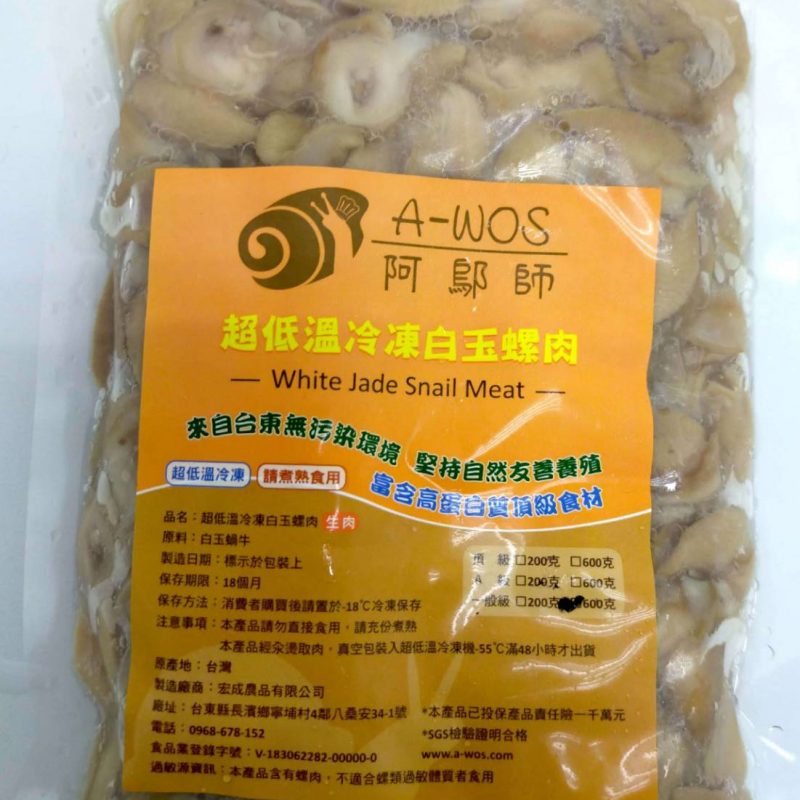 A-WOS
阿鄔師
超低溫冷凍白玉螺肉
— White Jade Snail Meat —
來自台東無污染環境 堅持自然友善養殖
超低溫冷凍 請煮熟食用
富含高蛋白質頂級食材
品名：超低溫冷凍白玉螺肉 生肉
原料：白玉蝸牛
製造日期：標示於包裝上
保存期限：18個月
保存方法：消費者購買後請置於-18℃冷凍保存
頂 級 □200克 □600克
A 級 □200克 □600克
一般級 □200克 600克
注意事項：本產品請勿直接食用，請充份煮熟
本產品經汆燙取肉，真空包裝入超低溫冷凍機-55℃滿48小時才出貨
原產地：台灣
製造廠商：宏成農品有限公司
廠址：台東縣長濱鄉寧埔村4鄰八桑安34-1號
電話：0968-678-152
食品業登錄字號：V-183062282-00000-0
過敏源資訊：本產品含有螺肉，不適合螺類過敏體質者食用
*本產品已投保產品責任險一千萬元
*SGS檢驗證明合格
www.a-wos.com